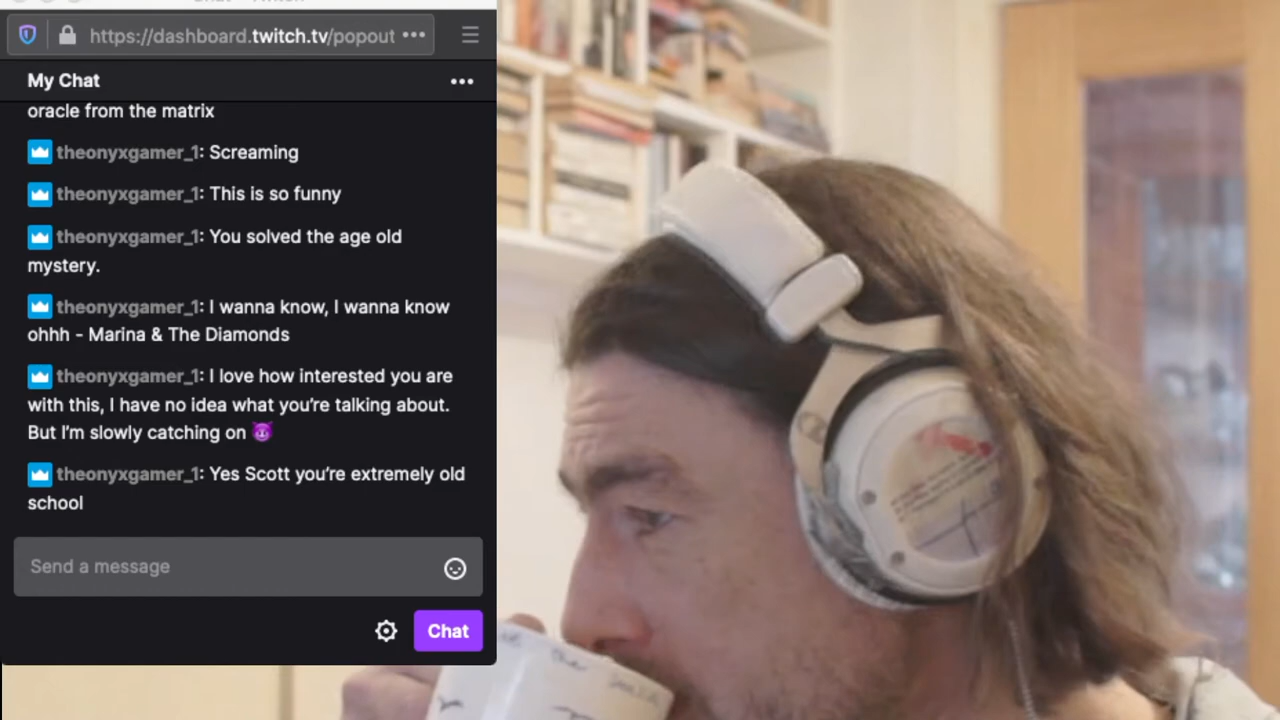 https://dashboard.twitch.tv/popout
My Chat
oracle from the matrix
theonyxgamer_1: Screaming
theonyxgamer_1: This is so funny
theonyxgamer_1: You solved the age old
mystery.
theonyxgamer_1: I wanna know, I wanna know
ohhh - Marina & The Diamonds
theonyxgamer_1: I love how interested you are
with this, I have no idea what you’re talking about.
But I’m slowly catching on 😈
theonyxgamer_1: Yes Scott you’re extremely old
school
Send a message
Chat